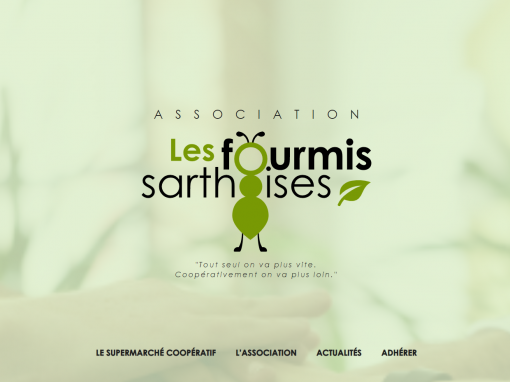 ASSOCIATION
Les fourmis
sarthoises
"Tout seul on va plus vite.
Coopérativement on va plus loin."
LE SUPERMARCHÉ COOPÉRATIF L'ASSOCIATION ACTUALITÉS ADHÉRER